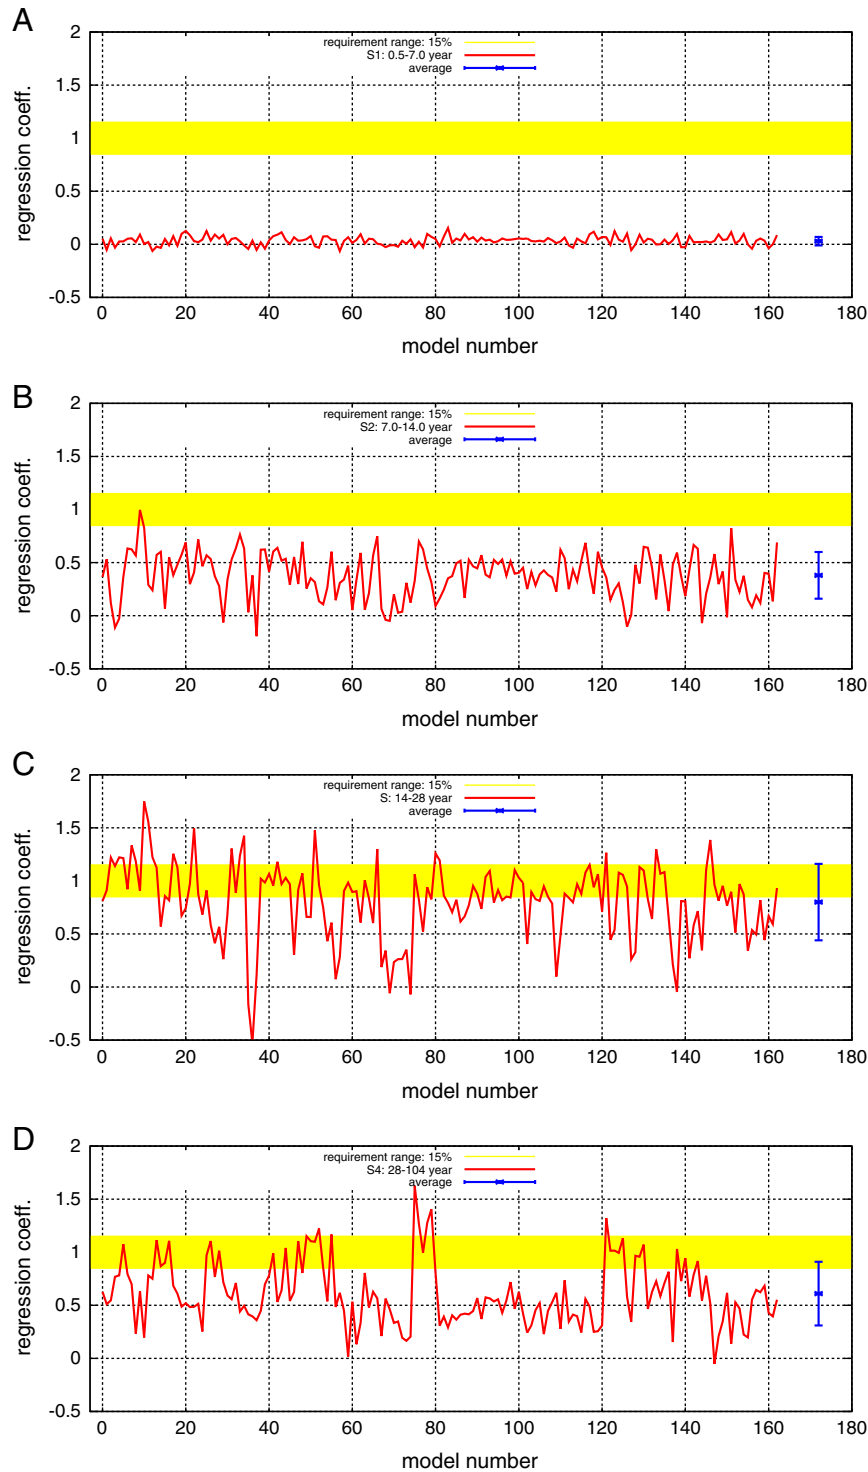 A
2
1.5
1
0.5
0
-0.5
regression coeff.
requirement range: 15%
S1: 0.5-7.0 year
average
0 20 40 60 80 100 120 140 160 180
model number
B
2
1.5
1
0.5
0
-0.5
regression coeff.
requirement range: 15%
S2: 7.0-14.0 year
average
0 20 40 60 80 100 120 140 160 180
model number
C
2
1.5
1
0.5
0
-0.5
regression coeff.
requirement range: 15%
S: 14-28 year
average
0 20 40 60 80 100 120 140 160 180
model number
D
2
1.5
1
0.5
0
-0.5
regression coeff.
requirement range: 15%
S4: 28-104 year
average
0 20 40 60 80 100 120 140 160 180
model number